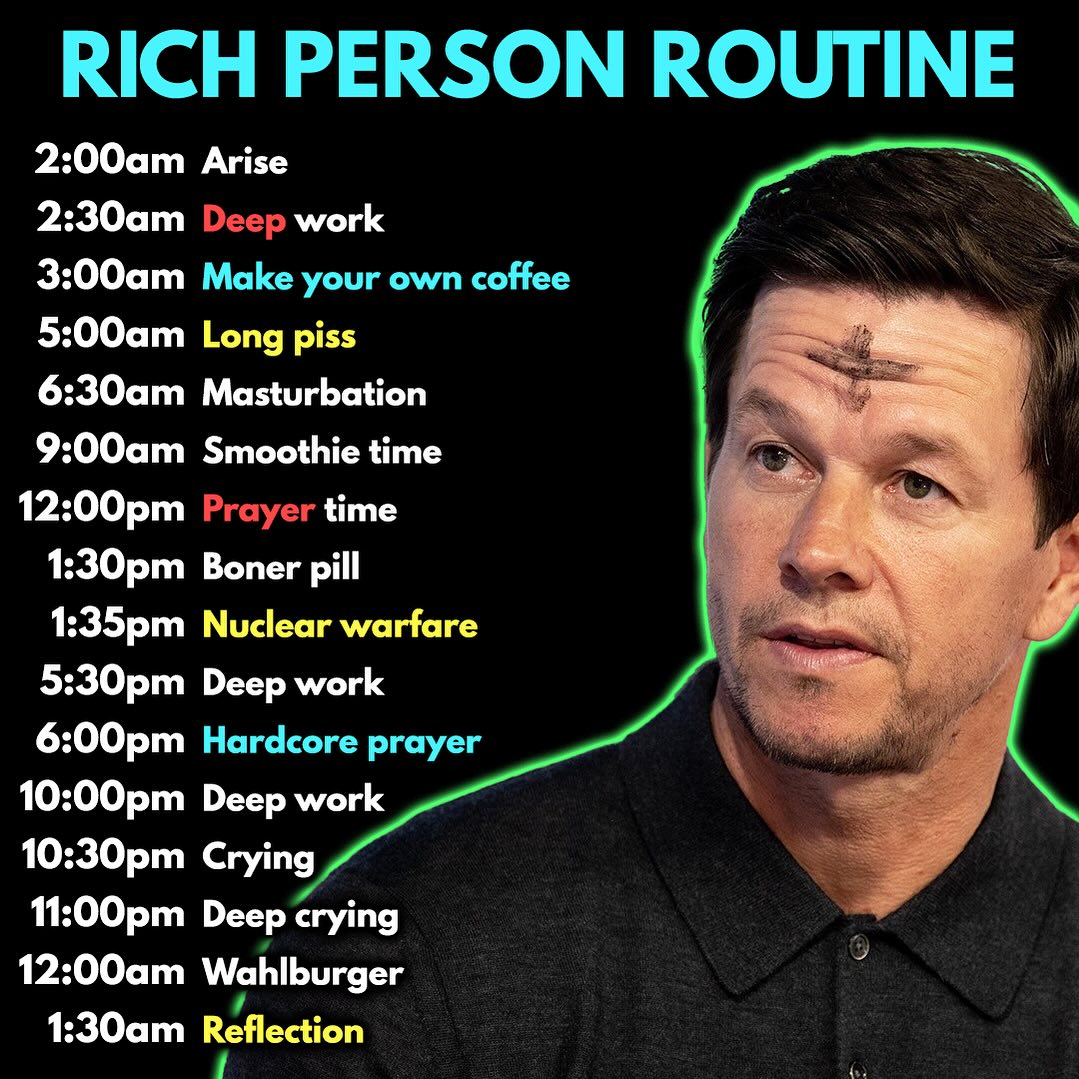 RICH PERSON ROUTINE
2:00am Arise
2:30am Deep work
3:00am Make your own coffee
5:00am Long piss
6:30am Masturbation
9:00am Smoothie time
12:00pm Prayer time
1:30pm Boner pill
1:35pm Nuclear warfare
5:30pm Deep work
6:00pm Hardcore prayer
10:00pm Deep work
10:30pm Crying
11:00pm Deep crying
12:00am Wahlburger
1:30am Reflection